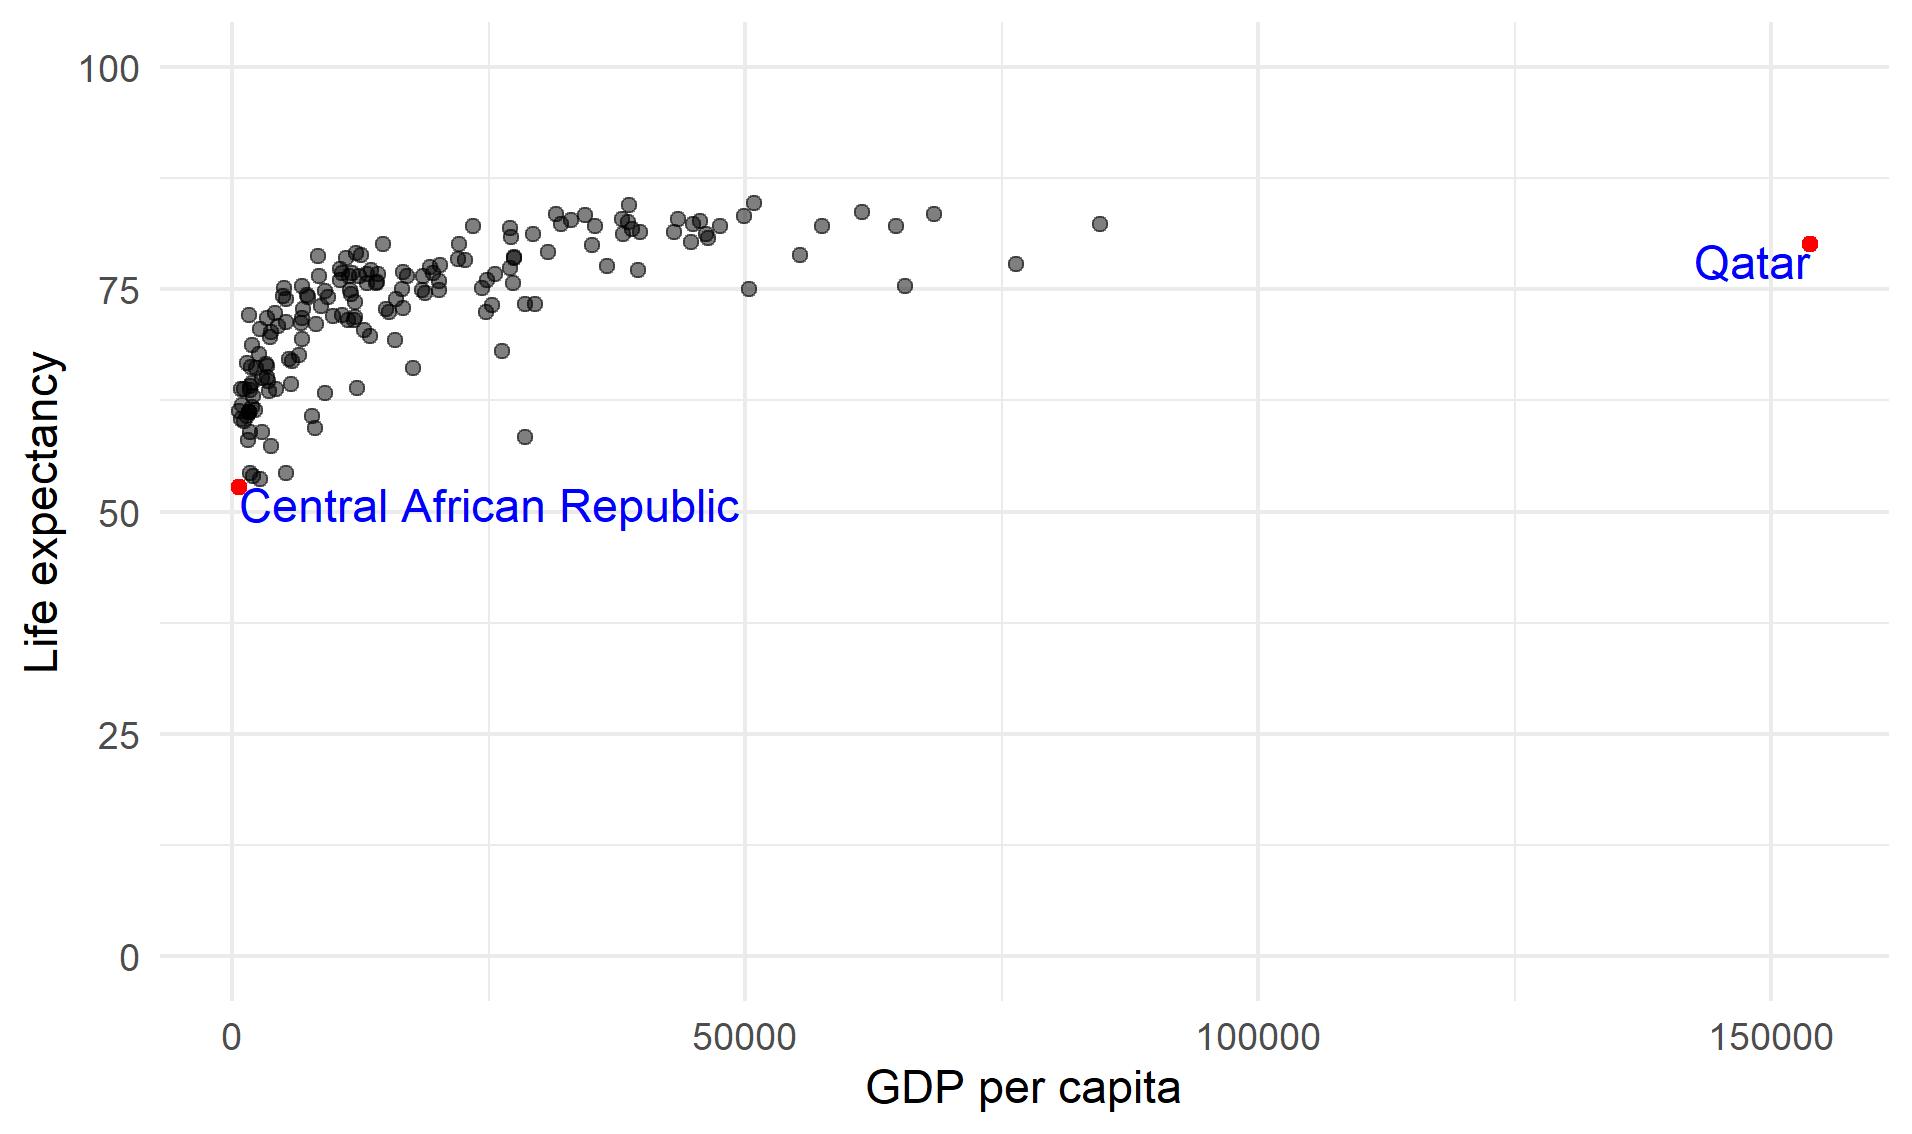 100
75
50
25
0
Life expectancy
Qatar
Central African Republic
0
50000
100000
150000
GDP per capita